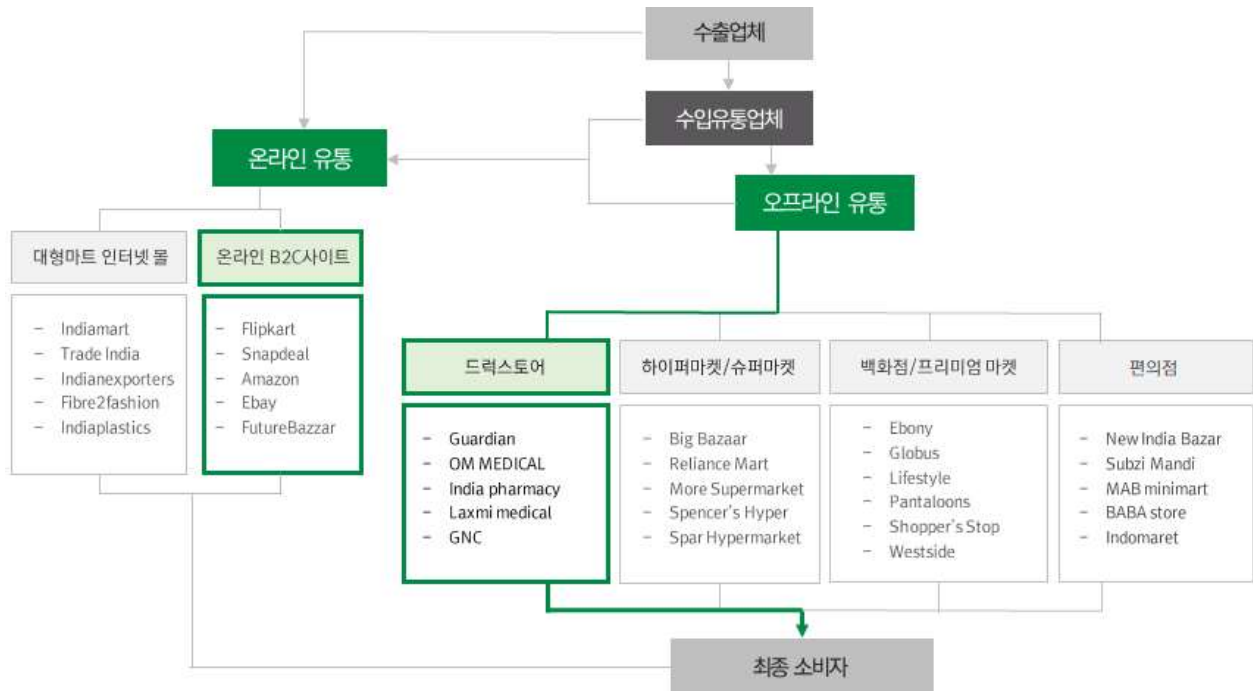 수출업체
수입유통업체
온라인 유통
오프라인 유통
대형마트 인터넷 몰
- Indiamart
- Trade India
- Indianexporters
- Fibre2fashion
- Indiaplastics
온라인 B2C사이트
- Flipkart
- Snapdeal
- Amazon
- Ebay
- FutureBazzar
드럭스토어
- Guardian
- OM MEDICAL
- India pharmacy
- Laxmi medical
- GNC
하이퍼마켓/슈퍼마켓
- Big Bazaar
- Reliance Mart
- More Supermarket
- Spencer's Hyper
- Spar Hypermarket
백화점/프리미엄 마켓
- Ebony
- Globus
- Lifestyle
- Pantaloons
- Shopper's Stop
- Westside
편의점
- New India Bazar
- Subzi Mandi
- MAB minimart
- BABA store
- Indomaret
최종 소비자